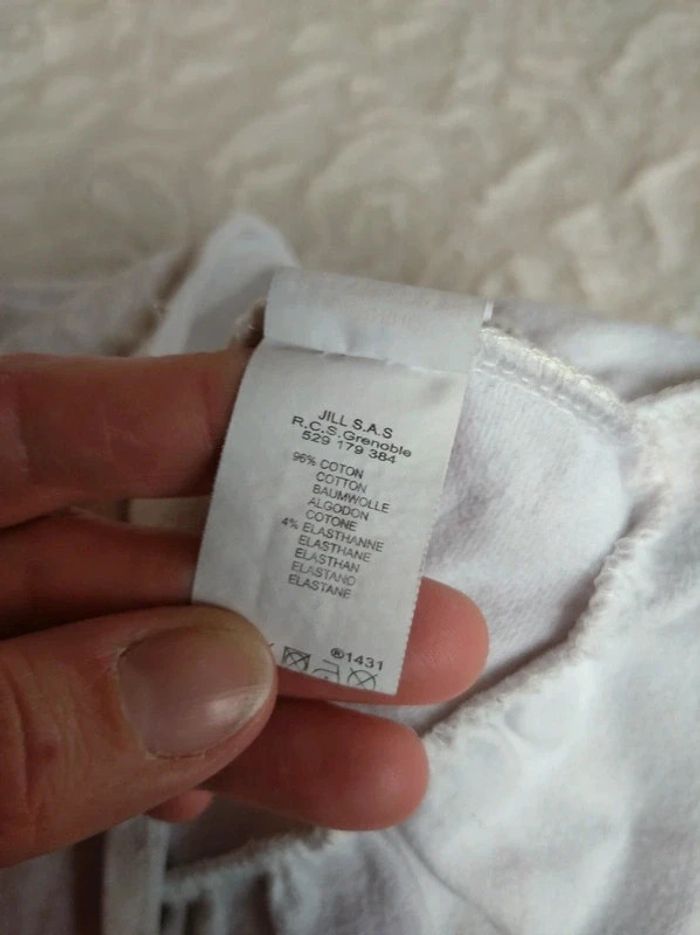 JILL S.A.S
R.C.S.Grenoble
529 179 384
96% COTON
COTTON
BAUMWOLLE
ALGODON
COTONE
4% ELASTHANNE
ELASTHANE
ELASTHAN
ELASTANO
ELASTANE
®1431